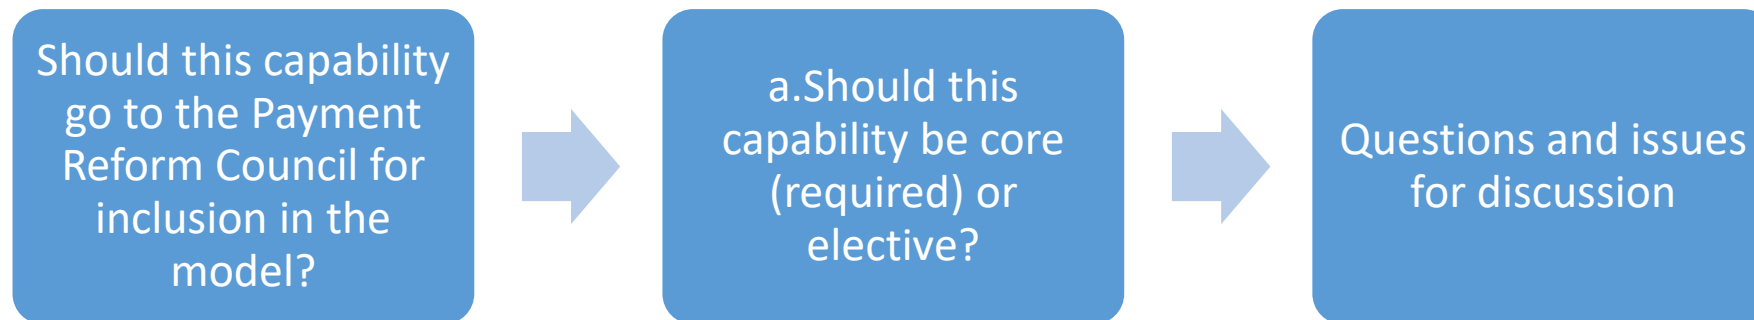 Should this capability
go to the Payment
Reform Council for
inclusion in the
model?
a.Should this
capability be core
(required) or
elective?
Questions and issues
for discussion